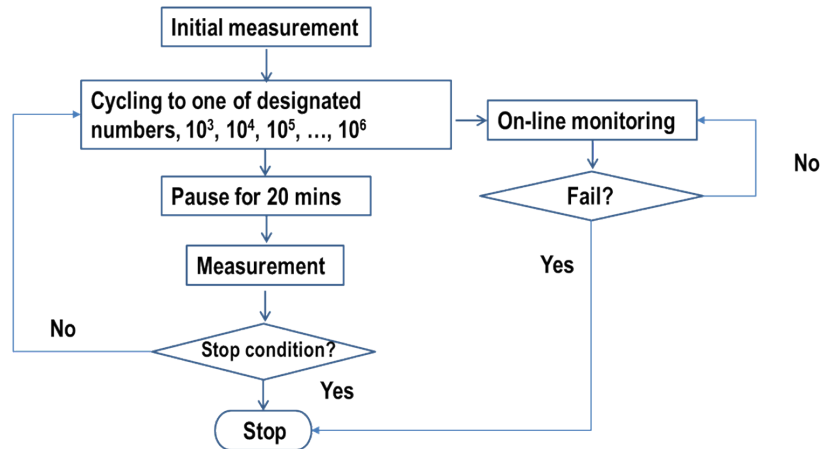 Initial measurement
Cycling to one of designated
numbers, 10³, 10⁴, 10⁵, ..., 10⁶
On-line monitoring
No
Pause for 20 mins
Fail?
Measurement
Yes
No
Stop condition?
Yes
Stop